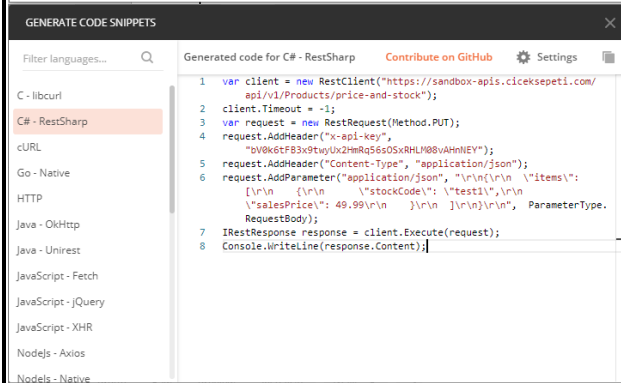 GENERATE CODE SNIPPETS
Filter languages...
C - libcurl
C# - RestSharp
cURL
Go - Native
HTTP
Java - OkHttp
Java - Unirest
JavaScript - Fetch
JavaScript - jQuery
JavaScript - XHR
NodeJs - Axios
NodeJs - Native
Generated code for C# - RestSharp Contribute on GitHub Settings
1 var client = new RestClient("https://sandbox-apis.ciceksepeti.com/
api/v1/Products/price-and-stock");
2 client.Timeout = -1;
3 var request = new RestRequest(Method.PUT);
4 request.AddHeader("x-api-key",
"bV0k6tFB3x9twyUx2HmRq56sOSxRHLM08vAHnNEY");
5 request.AddHeader("Content-Type", "application/json");
6 request.AddParameter("application/json", "\r\n{\r\n  \"items\":
[\r\n    {\r\n      \"stockCode\": \"test1\",\r\n
\"salesPrice\": 49.99\r\n    }\r\n  ]\r\n}\r\n",  ParameterType.
RequestBody);
7 IRestResponse response = client.Execute(request);
8 Console.WriteLine(response.Content);